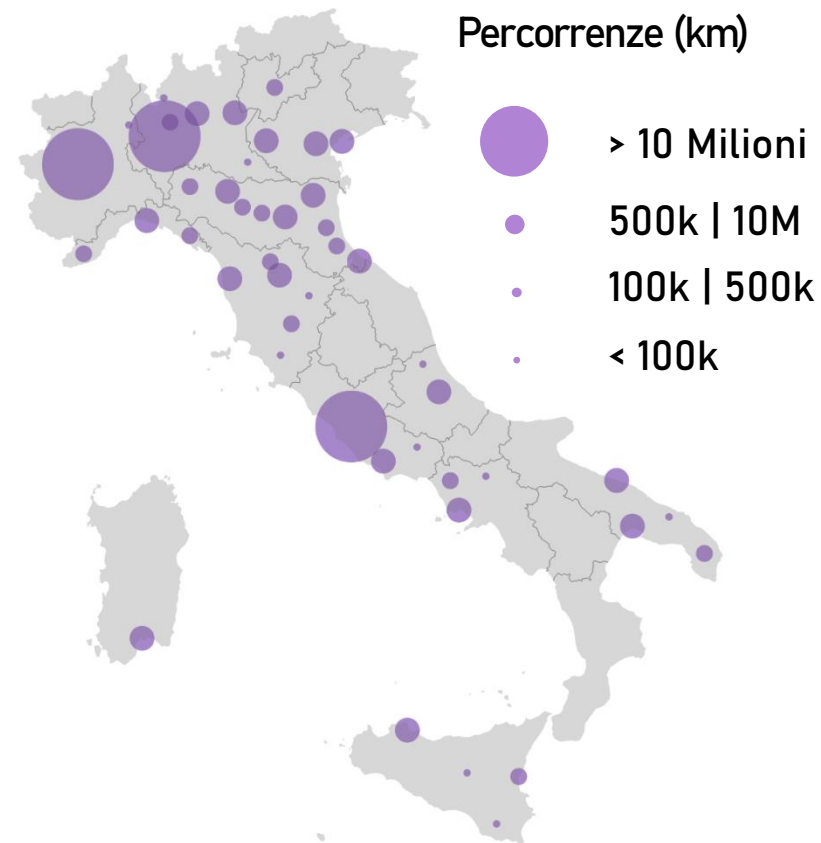 Percorrenze (km)
> 10 Milioni
500k | 10M
100k | 500k
< 100k